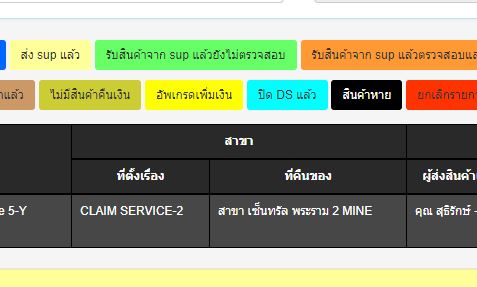 ส่ง sup แล้ว รับสินค้าจาก sup แล้วยังไม่ตรวจสอบ รับสินค้าจาก sup แล้วตรวจสอบแล
แล้ว ไม่มีสินค้าคืนเงิน อัพเกรดเพิ่มเงิน ปิด DS แล้ว สินค้าหาย ยกเลิกรายกา
สาขา
ที่ตั้งเรื่อง ที่คืนของ ผู้ส่งสินค้า
e 5-Y CLAIM SERVICE-2 สาขา เซ็นทรัล พระราม 2 MINE คุณ สุธิรักษ์ -